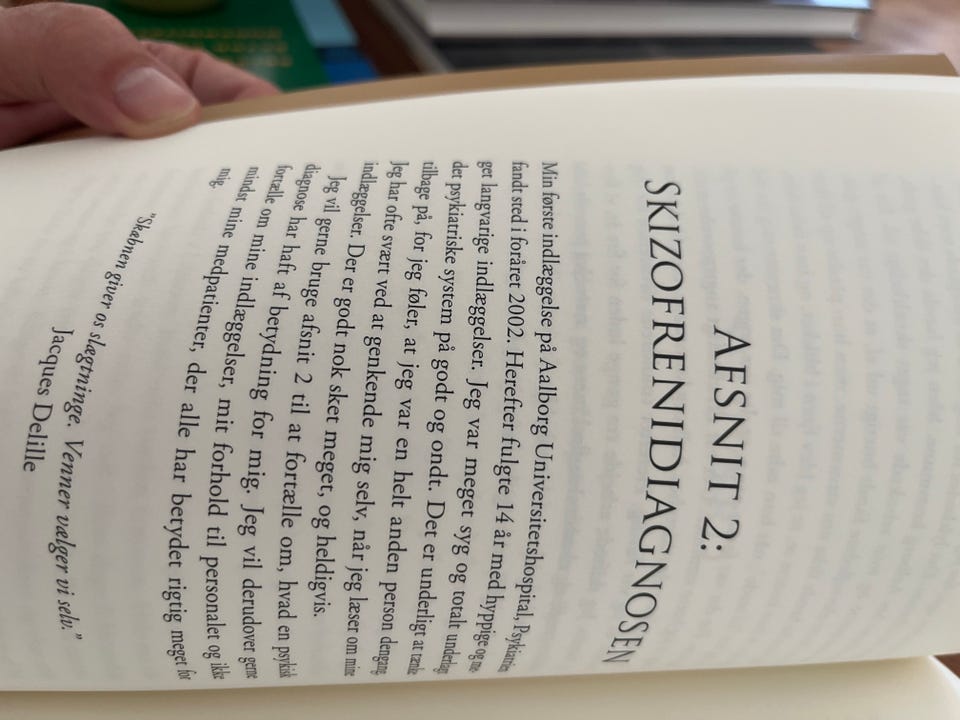 AFSNIT 2:
SKIZOFRENIDIAGNOSEN
Min første indlæggelse på Aalborg Universitetshospital, Psykiatrien
fandt sted i foråret 2002. Herefter fulgte 14 år med hyppige og me-
get langvarige indlæggelser. Jeg var meget syg og totalt underlagt
det psykiatriske system på godt og ondt. Det er underligt at tænke
tilbage på, for jeg føler, at jeg var en helt anden person dengang.
Jeg har ofte svært ved at genkende mig selv, når jeg læser om mine
indlæggelser. Der er godt nok sket meget, og heldigvis.
Jeg vil gerne bruge afsnit 2 til at fortælle om, hvad en psykisk
diagnose har haft af betydning for mig. Jeg vil derudover gerne
fortælle om mine indlæggelser, mit forhold til personalet og ikke
mindst mine medpatienter, der alle har betydet rigtig meget for
mig.
"Skæbnen giver os slægtninge. Venner vælger vi selv."
Jacques Delille